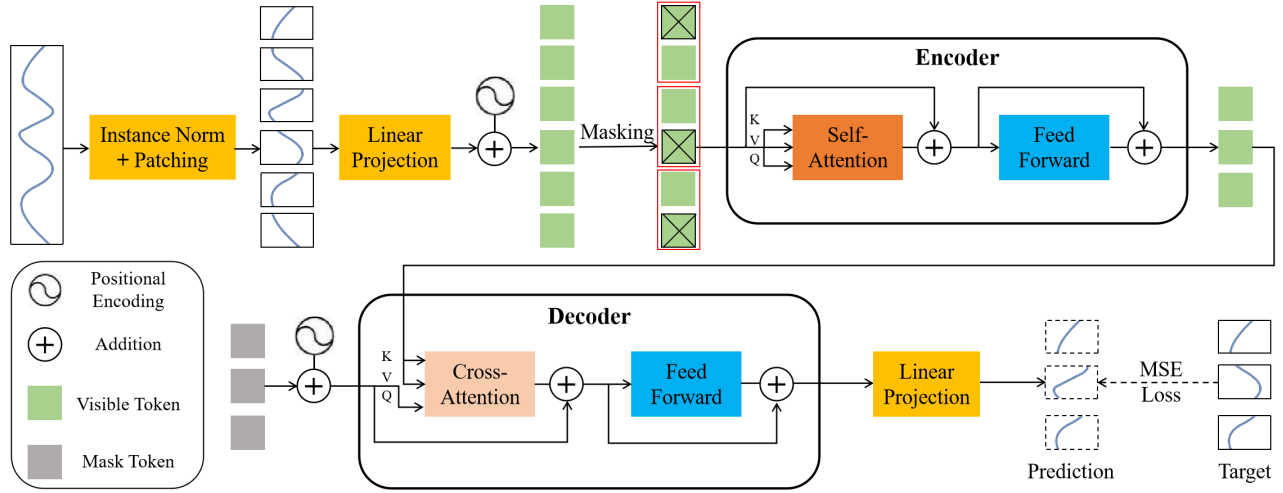 Instance Norm
+ Patching
Linear
Projection
Masking
Encoder
K
V
Q
Self-
Attention
Feed
Forward
Positional
Encoding
Addition
Visible Token
Mask Token
Decoder
K
V
Q
Cross-
Attention
Feed
Forward
Linear
Projection
MSE
Loss
Prediction
Target